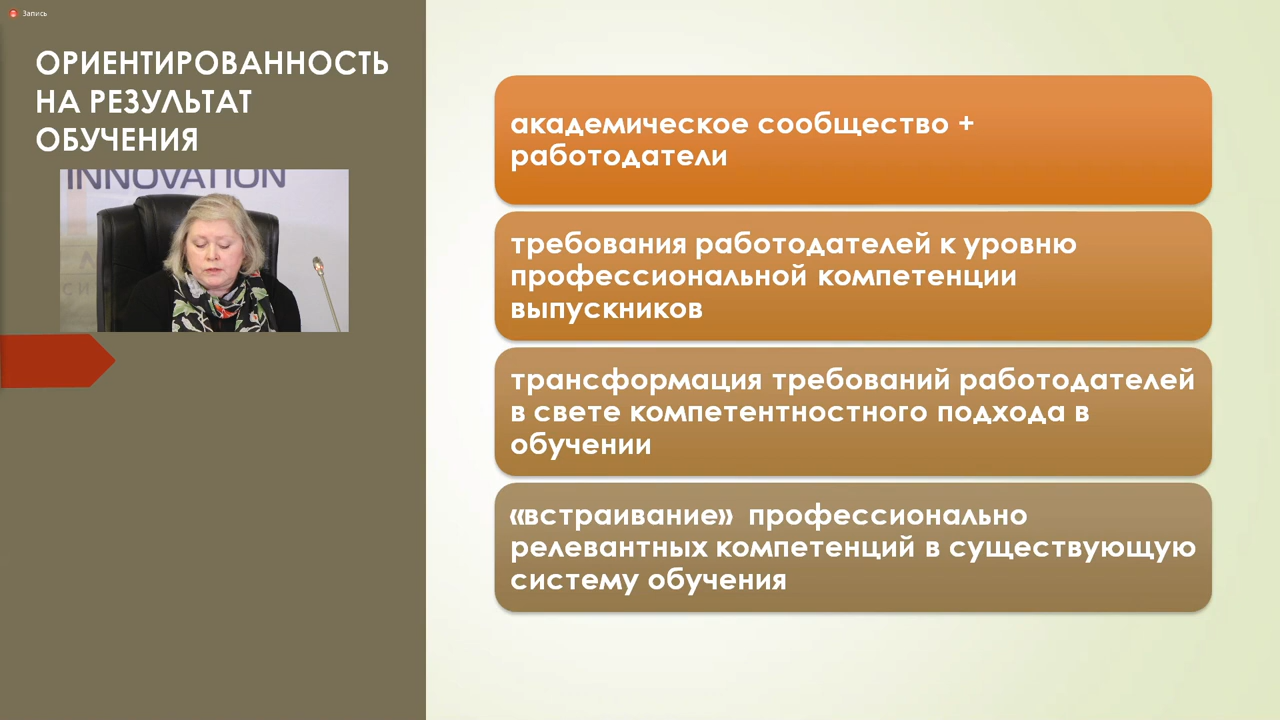 Запись
ОРИЕНТИРОВАННОСТЬ
НА РЕЗУЛЬТАТ
ОБУЧЕНИЯ
INNOVATION
академическое сообщество +
работодатели
требования работодателей к уровню
профессиональной компетенции
выпускников
трансформация требований работодателей
в свете компетентностного подхода в
обучении
«встраивание»  профессионально
релевантных компетенций в существующую
систему обучения